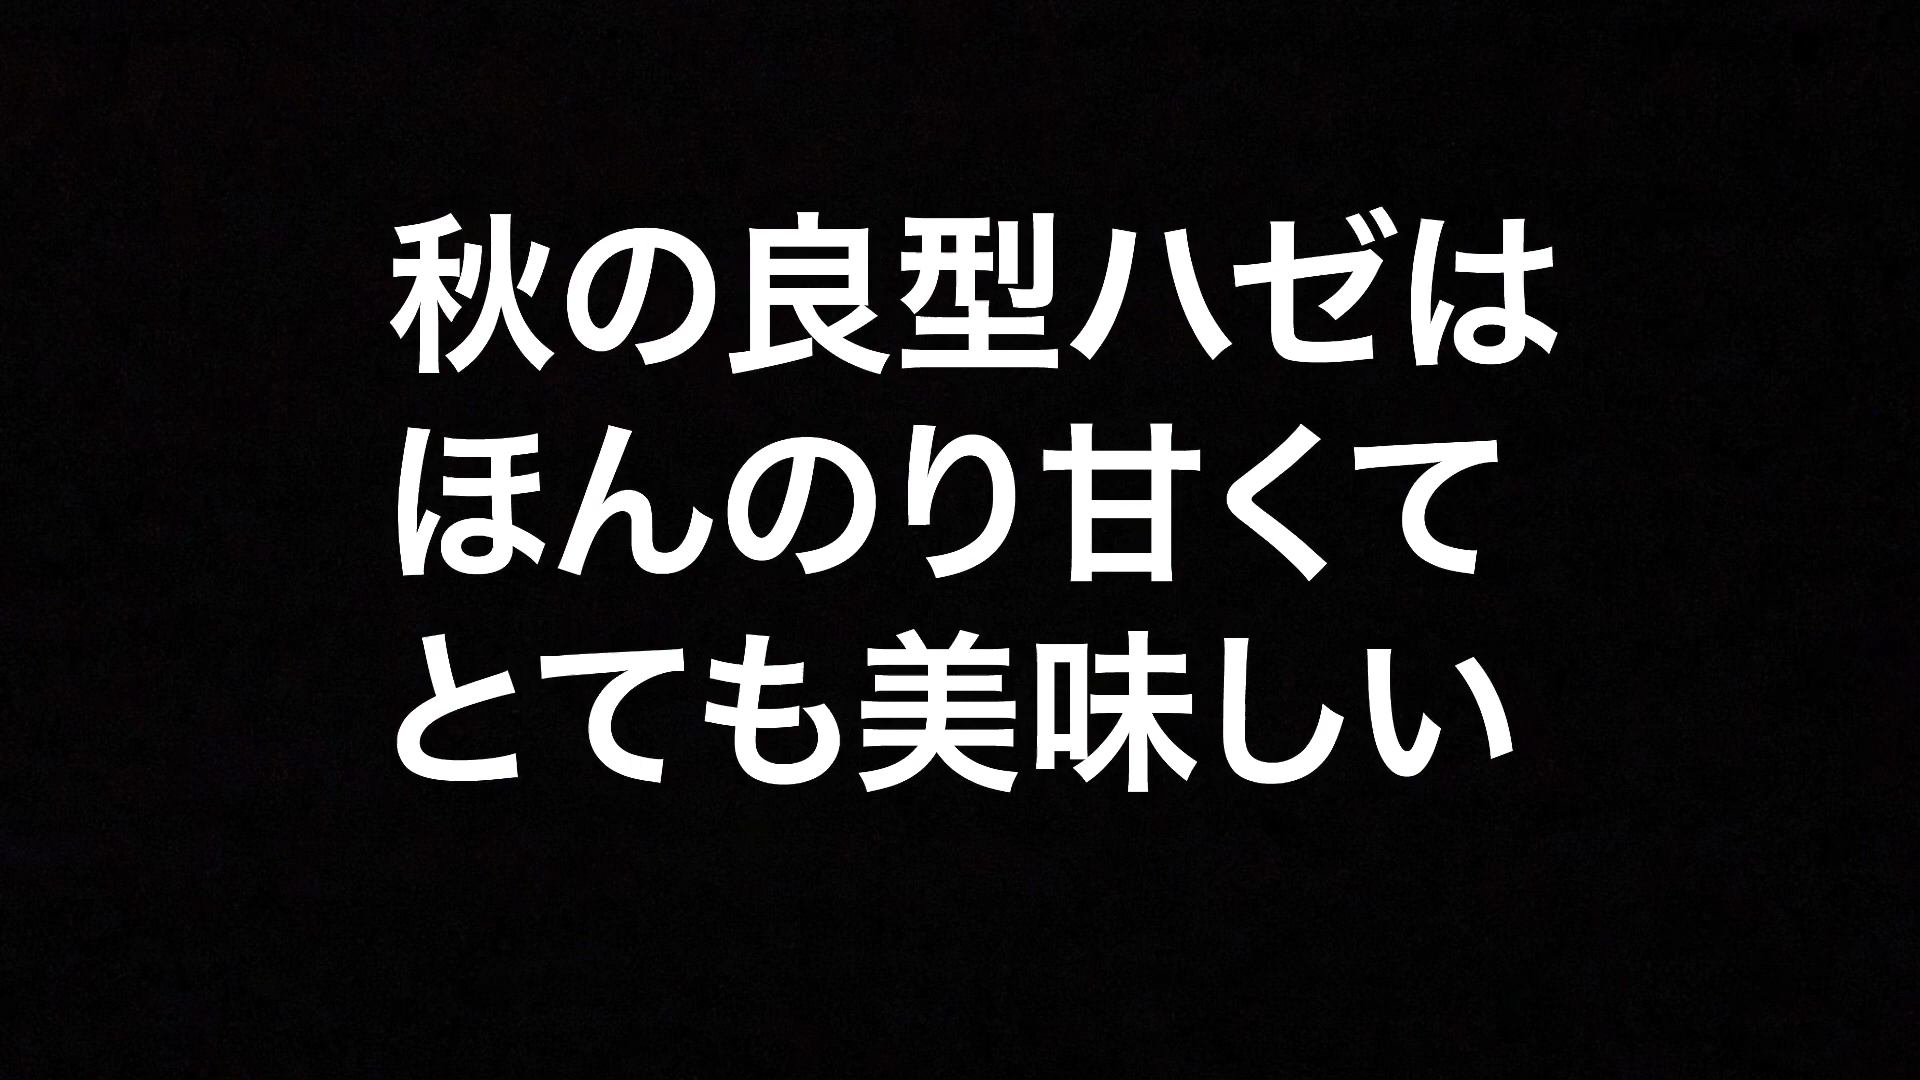 秋の良型ハゼは
ほんのり甘くて
とても美味しい